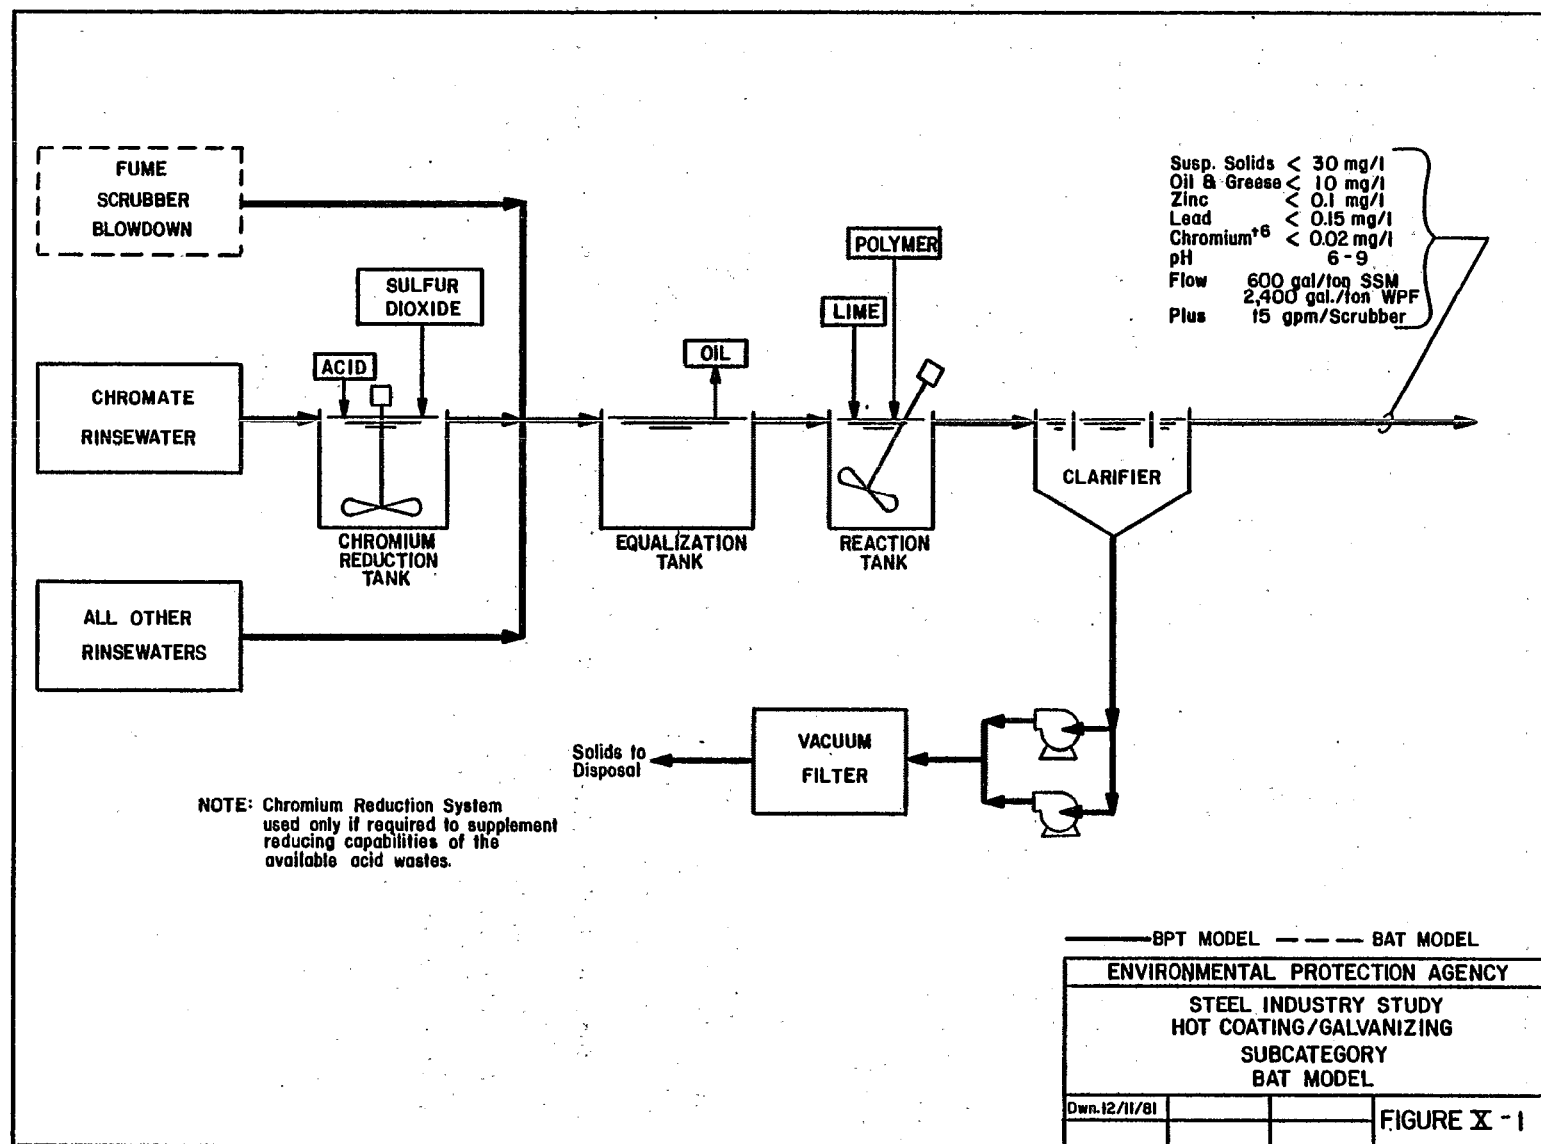 FUME
SCRUBBER
BLOWDOWN
Susp. Solids < 30 mg/l
Oil & Greese < 10 mg/l
Zinc < 0.1 mg/l
Lead < 0.15 mg/l
Chromium+6 < 0.02 mg/l
pH 6-9
Flow 600 gal/ton SSM
2,400 gal./ton WPF
Plus 15 gpm/Scrubber
SULFUR
DIOXIDE
POLYMER
LIME
ACID
OIL
CHROMATE
RINSEWATER
CLARIFIER
CHROMIUM
REDUCTION
TANK
EQUALIZATION
TANK
REACTION
TANK
ALL OTHER
RINSEWATERS
Solids to
Disposal
VACUUM
FILTER
NOTE: Chromium Reduction System
used only if required to supplement
reducing capabilities of the
available acid wastes.
BPT MODEL BAT MODEL
ENVIRONMENTAL PROTECTION AGENCY
STEEL INDUSTRY STUDY
HOT COATING/GALVANIZING
SUBCATEGORY
BAT MODEL
Dwn.12/11/81
FIGURE X-1